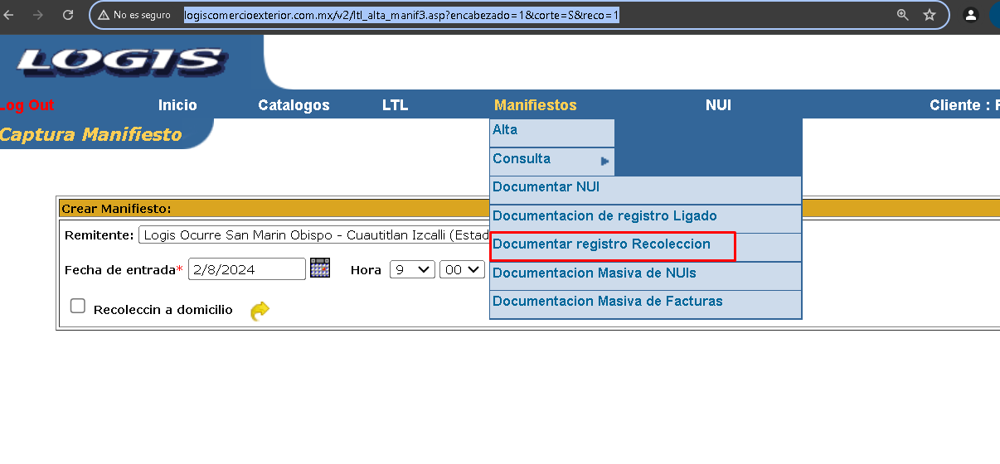 No es seguro logiscomercioexterior.com.mx/v2/ltl_alta_manif3.asp?encabezado=1&corte=S&reco=1
LOGIS
Log Out Inicio Catalogos LTL Manifiestos NUI Cliente :
Captura Manifiesto
Alta
Consulta
Documentar NUI
Documentacion de registro Ligado
Documentar registro Recoleccion
Documentacion Masiva de NUIs
Documentacion Masiva de Facturas
Crear Manifiesto:
Remitente: Logis Ocurre San Marin Obispo - Cuautitlan Izcalli (Estad
Fecha de entrada* 2/8/2024 Hora 9 00
Recoleccin a domicilio